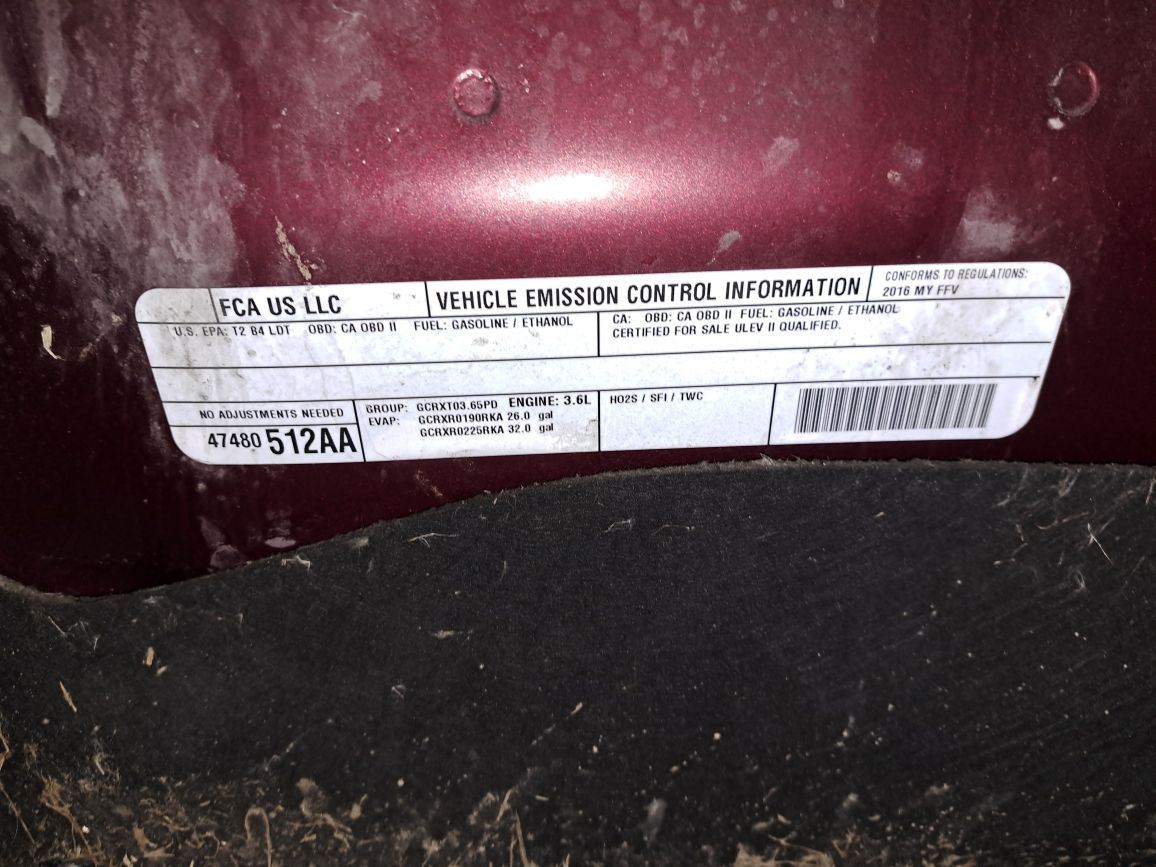 FCA US LLC
VEHICLE EMISSION CONTROL INFORMATION
CONFORMS TO REGULATIONS:
2016 MY FFV
U.S. EPA: T2 B4 LDT OBD: CA OBD II FUEL: GASOLINE / ETHANOL
CA: OBD: CA OBD II FUEL: GASOLINE / ETHANOL
CERTIFIED FOR SALE ULEV II QUALIFIED.
NO ADJUSTMENTS NEEDED
47480 512AA
GROUP: GCRXT03.65PD ENGINE: 3.6L
EVAP: GCRXR0190RKA 26.0 gal
GCRXR0225RKA 32.0 gal
HO2S / SFI / TWC